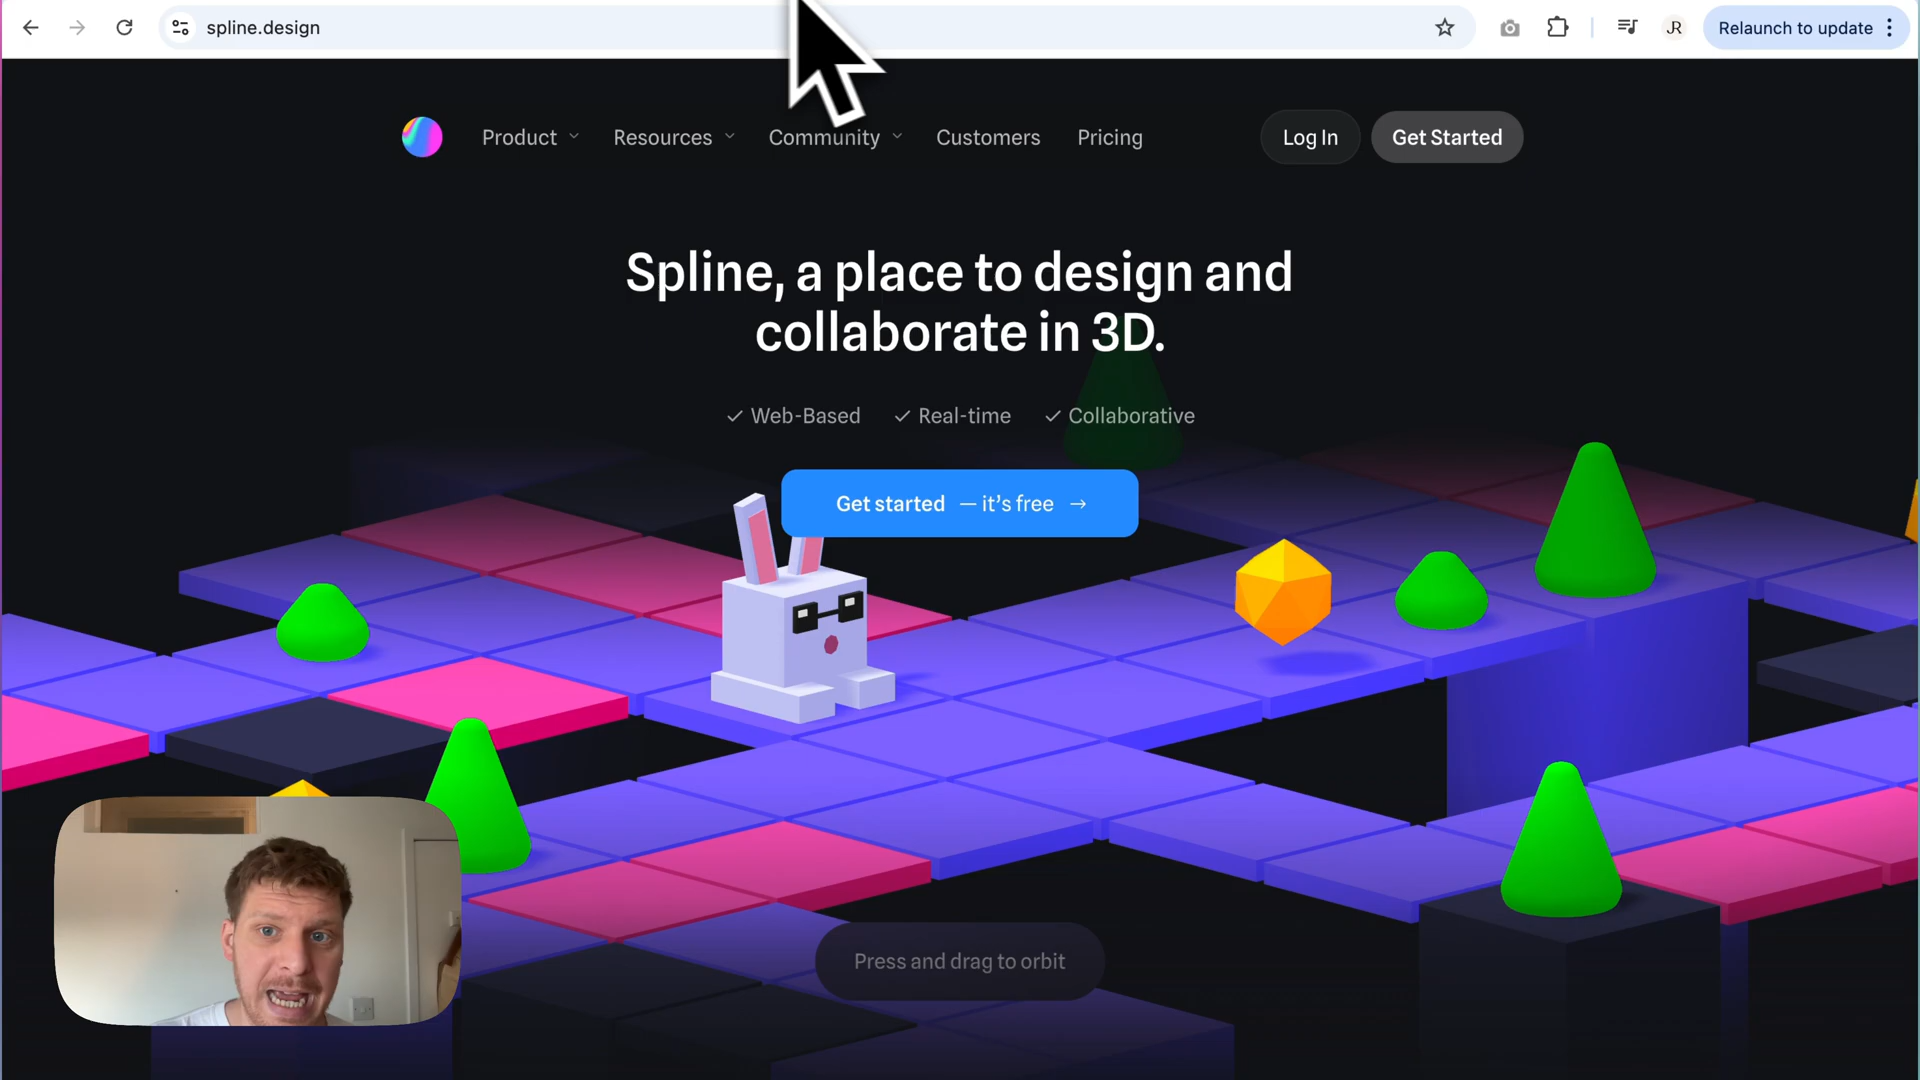 spline.design
JR
Relaunch to update
Product
Resources
Community
Customers
Pricing
Log In
Get Started
Spline, a place to design and
collaborate in 3D.
Web-Based
Real-time
Collaborative
Get started — it's free →
Press and drag to orbit